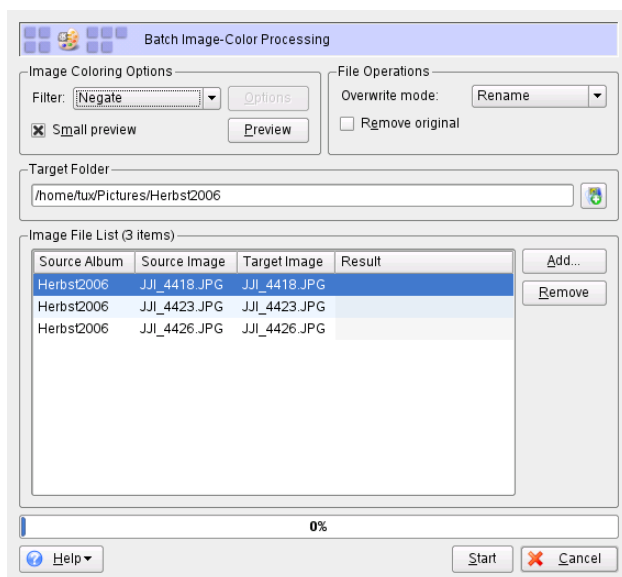 Batch Image-Color Processing
Image Coloring Options
Filter: Negate Options
Small preview Preview
File Operations
Overwrite mode: Rename
Remove original
Target Folder
/home/tux/Pictures/Herbst2006
Image File List (3 items)
Source Album Source Image Target Image Result
Herbst2006 JJI_4418.JPG JJI_4418.JPG
Herbst2006 JJI_4423.JPG JJI_4423.JPG
Herbst2006 JJI_4426.JPG JJI_4426.JPG
Add...
Remove
0%
Help Start Cancel